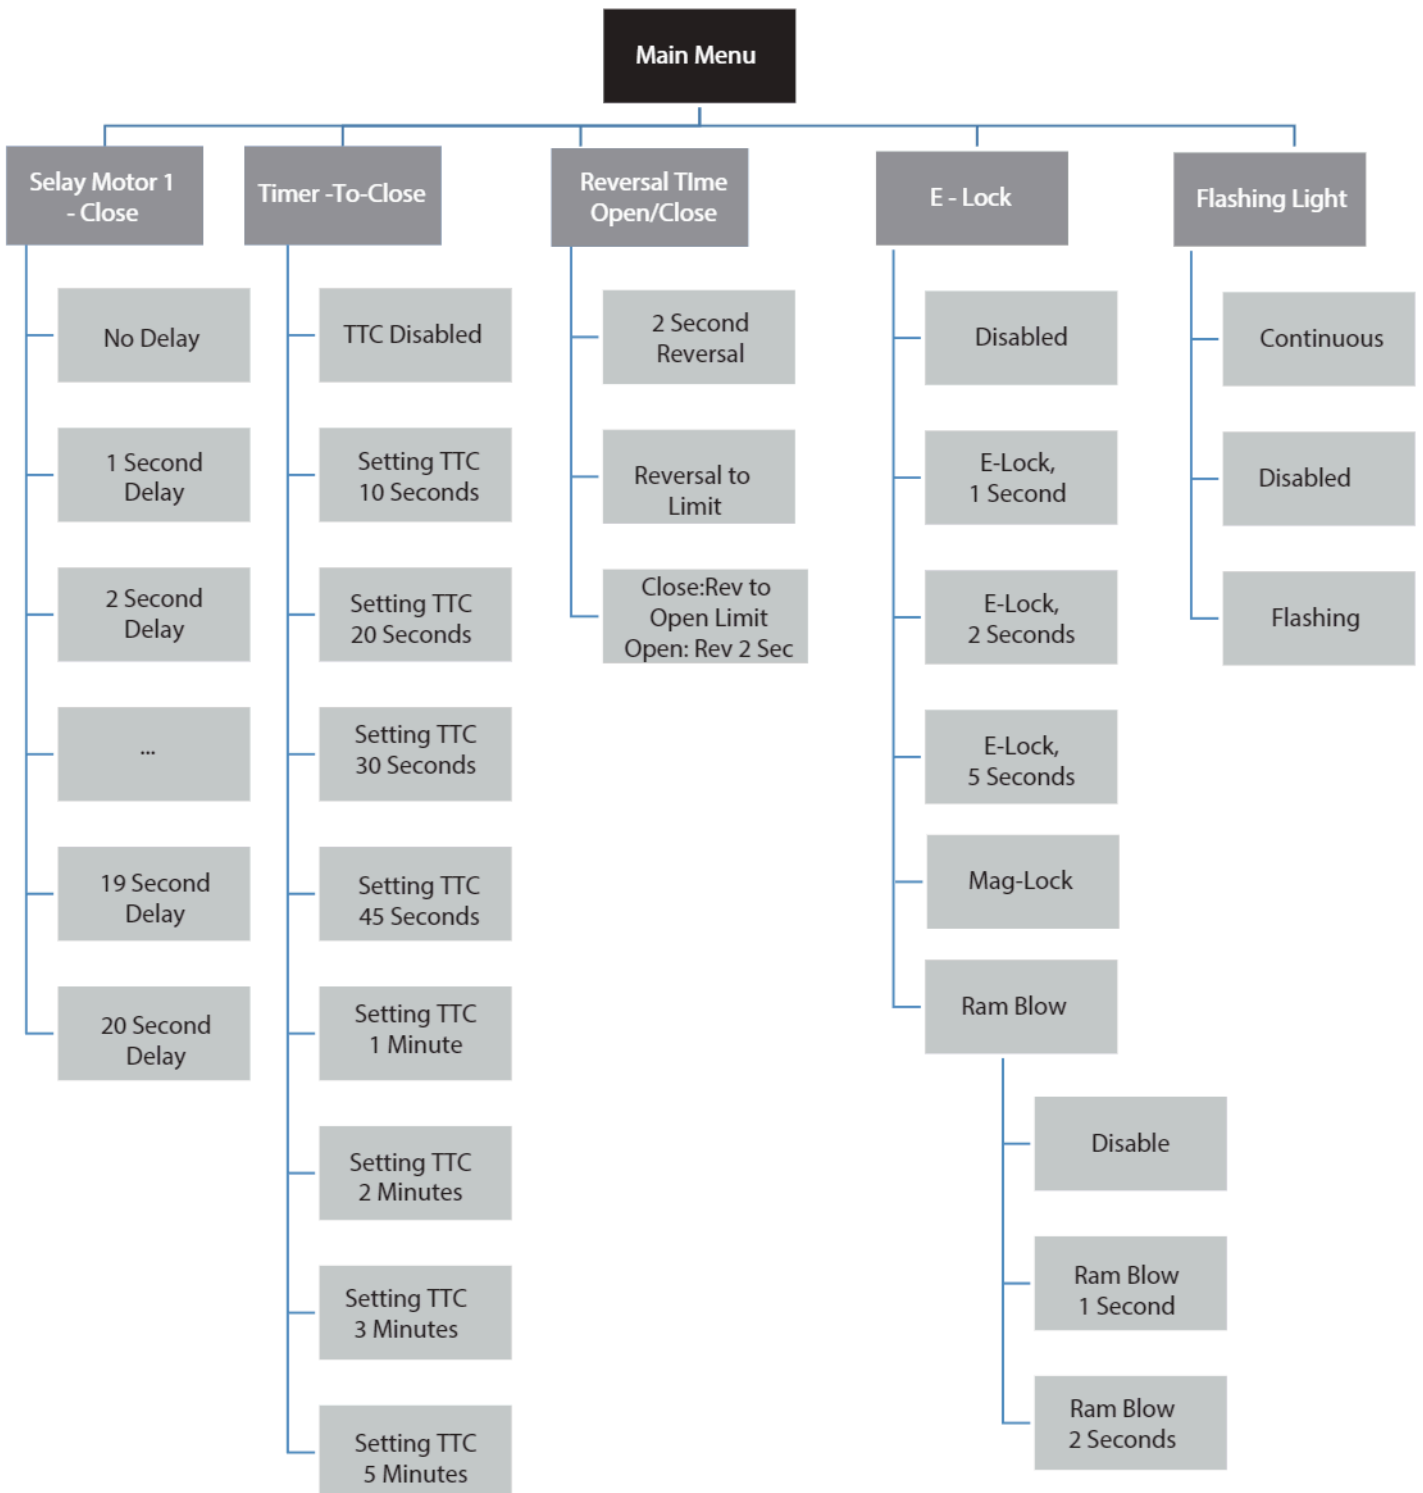 Main Menu
Selay Motor 1
- Close
No Delay
1 Second
Delay
2 Second
Delay
...
19 Second
Delay
20 Second
Delay
Timer -To-Close
TTC Disabled
Setting TTC
10 Seconds
Setting TTC
20 Seconds
Setting TTC
30 Seconds
Setting TTC
45 Seconds
Setting TTC
1 Minute
Setting TTC
2 Minutes
Setting TTC
3 Minutes
Setting TTC
5 Minutes
Reversal TIme
Open/Close
2 Second
Reversal
Reversal to
Limit
Close:Rev to
Open Limit
Open: Rev 2 Sec
E - Lock
Disabled
E-Lock,
1 Second
E-Lock,
2 Seconds
E-Lock,
5 Seconds
Mag-Lock
Ram Blow
Disable
Ram Blow
1 Second
Ram Blow
2 Seconds
Flashing Light
Continuous
Disabled
Flashing